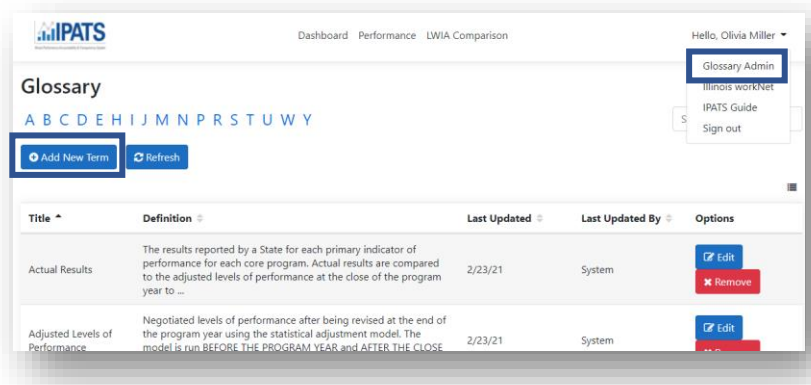 IPATS
Dashboard Performance LWIA Comparison
Hello, Olivia Miller
Glossary Admin
Illinois workNet
IPATS Guide
Sign out
Glossary
A B C D E H I J M N P R S T U W Y
S
Add New Term
Refresh
Title Definition Last Updated Last Updated By Options
Actual Results
The results reported by a State for each primary indicator of
performance for each core program. Actual results are compared
to the adjusted levels of performance at the close of the program
year to ...
2/23/21
System
Edit
Remove
Adjusted Levels of
Performance
Negotiated levels of performance after being revised at the end of
the program year using the statistical adjustment model. The
model is run BEFORE THE PROGRAM YEAR and AFTER THE CLOSE
2/23/21
System
Edit